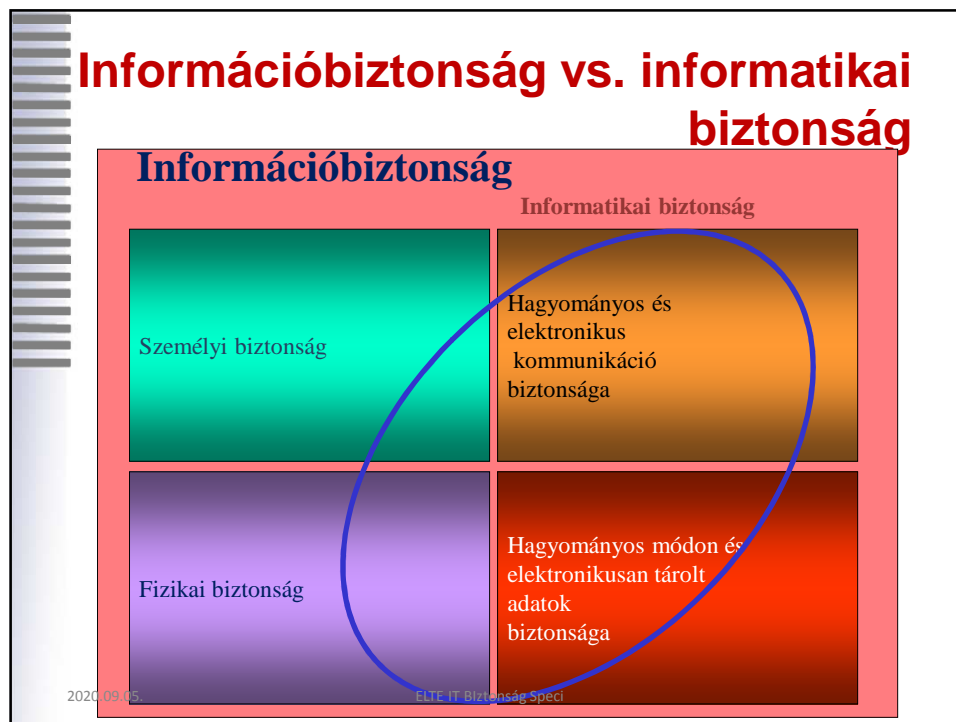 Információbiztonság vs. informatikai
biztonság
Információbiztonság
Informatikai biztonság
Személyi biztonság
Hagyományos és
elektronikus
kommunikáció
biztonsága
Fizikai biztonság
Hagyományos módon és
elektronikusan tárolt
adatok
biztonsága
2020.09.05.
ELTE IT BIztonság Speci